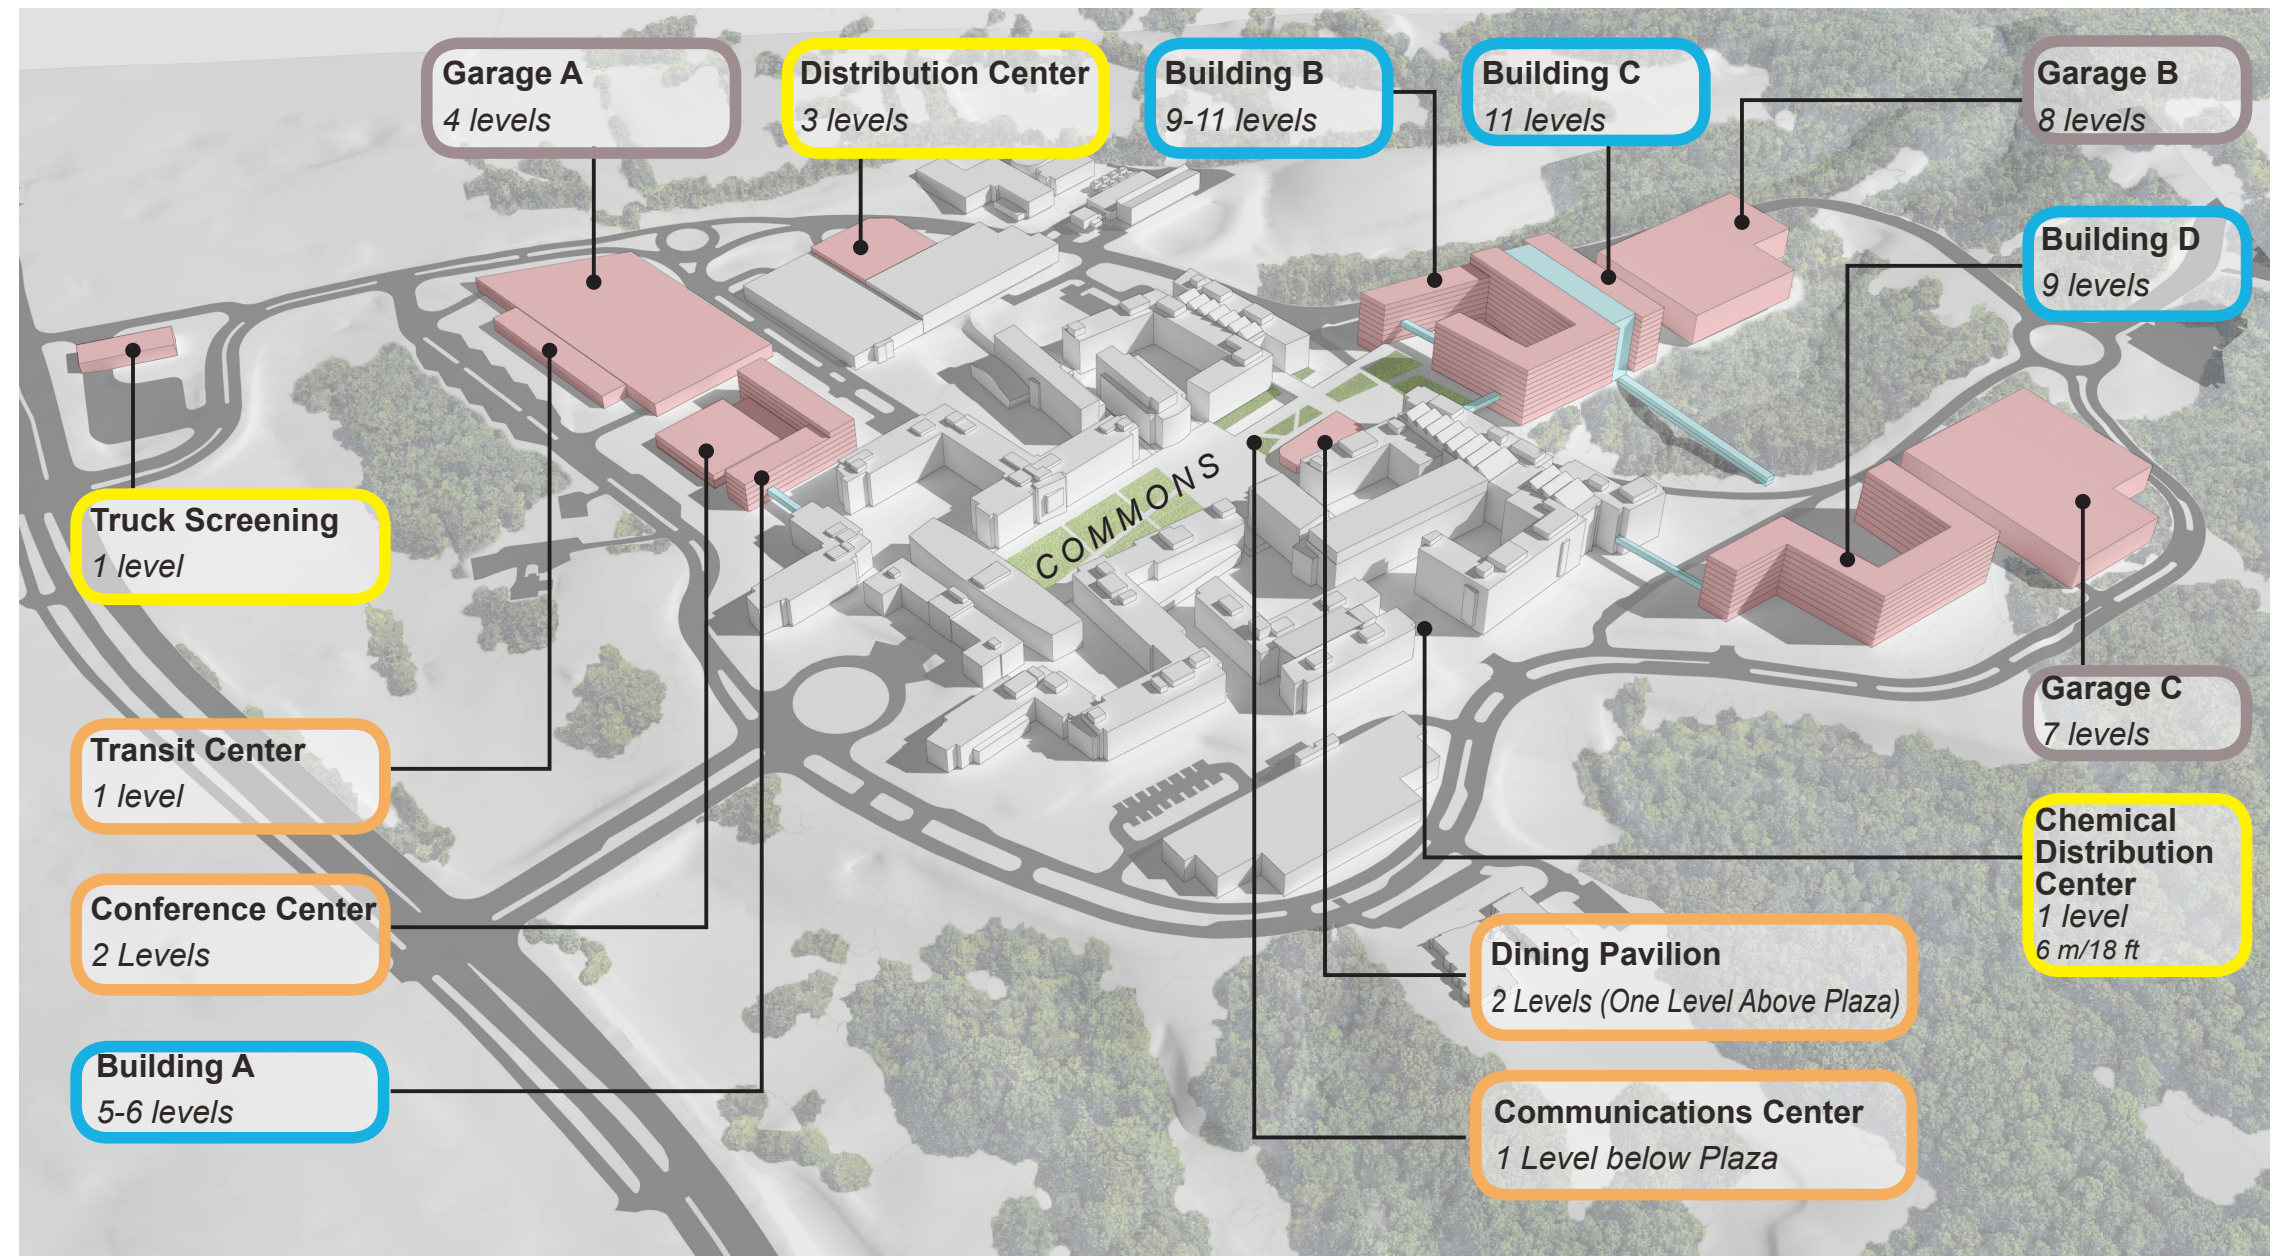 Garage A
4 levels
Distribution Center
3 levels
Building B
9-11 levels
Building C
11 levels
Garage B
8 levels
Building D
9 levels
Truck Screening
1 level
COMMONS
Transit Center
1 level
Garage C
7 levels
Conference Center
2 Levels
Chemical
Distribution
Center
1 level
6 m/18 ft
Dining Pavilion
2 Levels (One Level Above Plaza)
Building A
5-6 levels
Communications Center
1 Level below Plaza